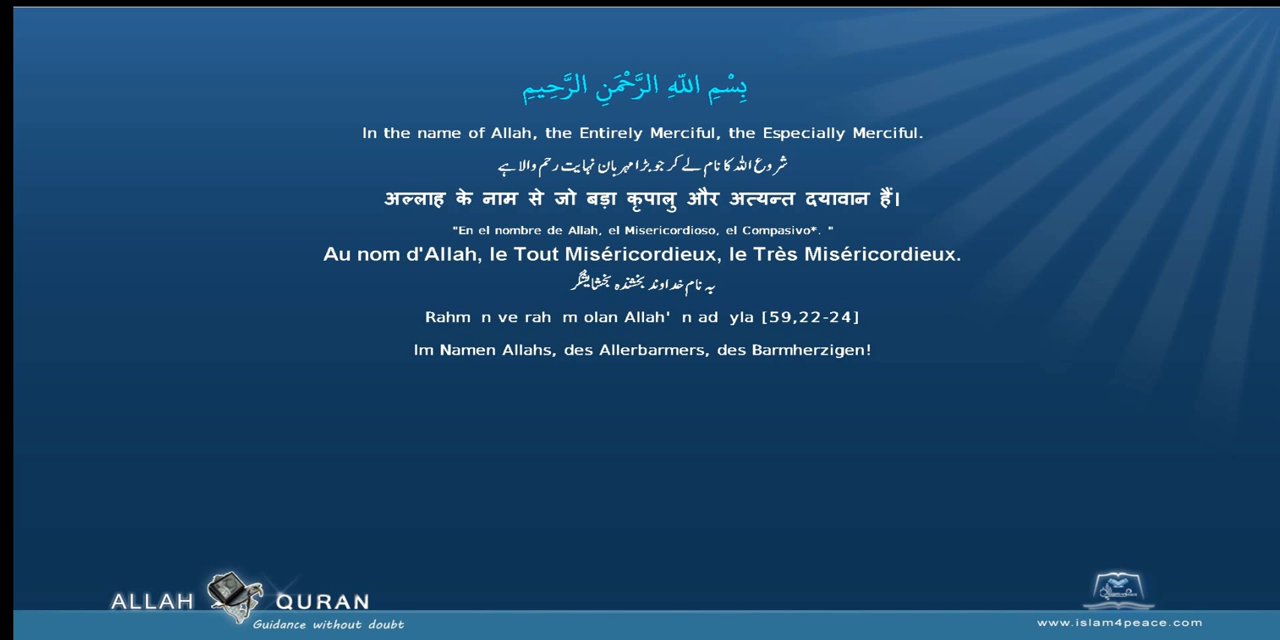 بِسْمِ اللّهِ الرَّحْمَنِ الرَّحِيمِ
In the name of Allah, the Entirely Merciful, the Especially Merciful.
شروع اللہ کا نام لے کر جو بڑا مہربان نہایت رحم والا ہے
अल्लाह के नाम से जो बड़ा कृपालु और अत्यन्त दयावान हैं।
"En el nombre de Allah, el Misericordioso, el Compasivo*. "
Au nom d'Allah, le Tout Miséricordieux, le Très Miséricordieux.
به نام خداوند بخشنده بخشایشگر
Rahm n ve rah m olan Allah' n ad yla [59,22-24]
Im Namen Allahs, des Allerbarmers, des Barmherzigen!
ALLAH QURAN
Guidance without doubt
www.islam4peace.com